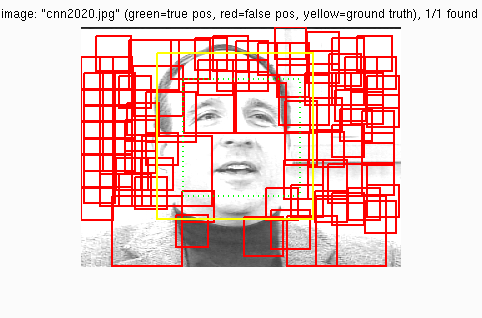 image: "cnn2020.jpg" (green=true pos, red=false pos, yellow=ground truth), 1/1 found